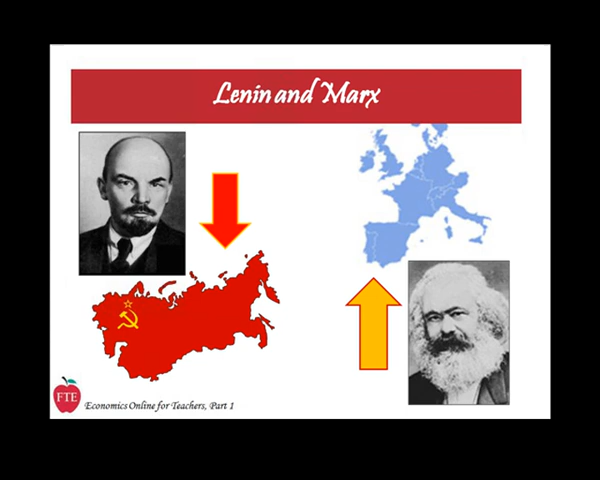 Lenin and Marx
FTE
Economics Online for Teachers, Part 1